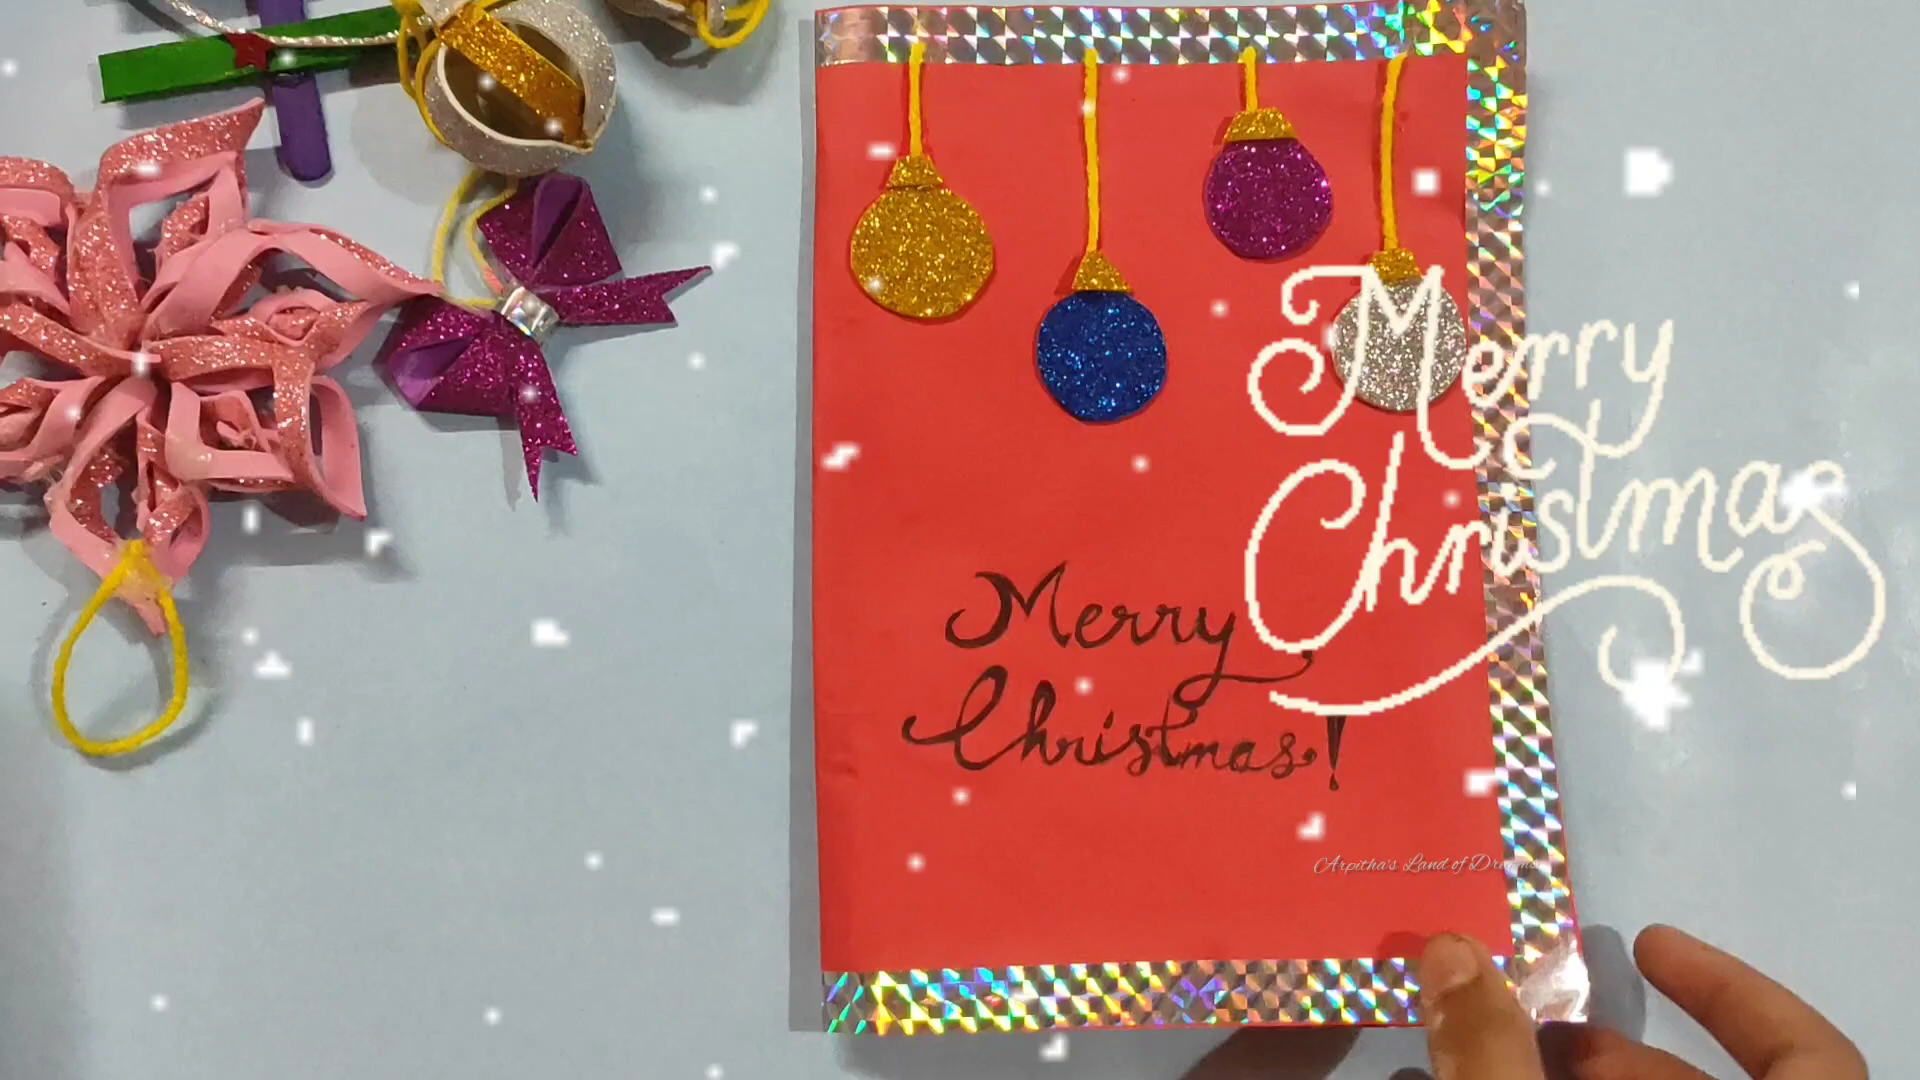 Merry
Christmas
Merry
Christmas!
Arpitha's Land of Dreams